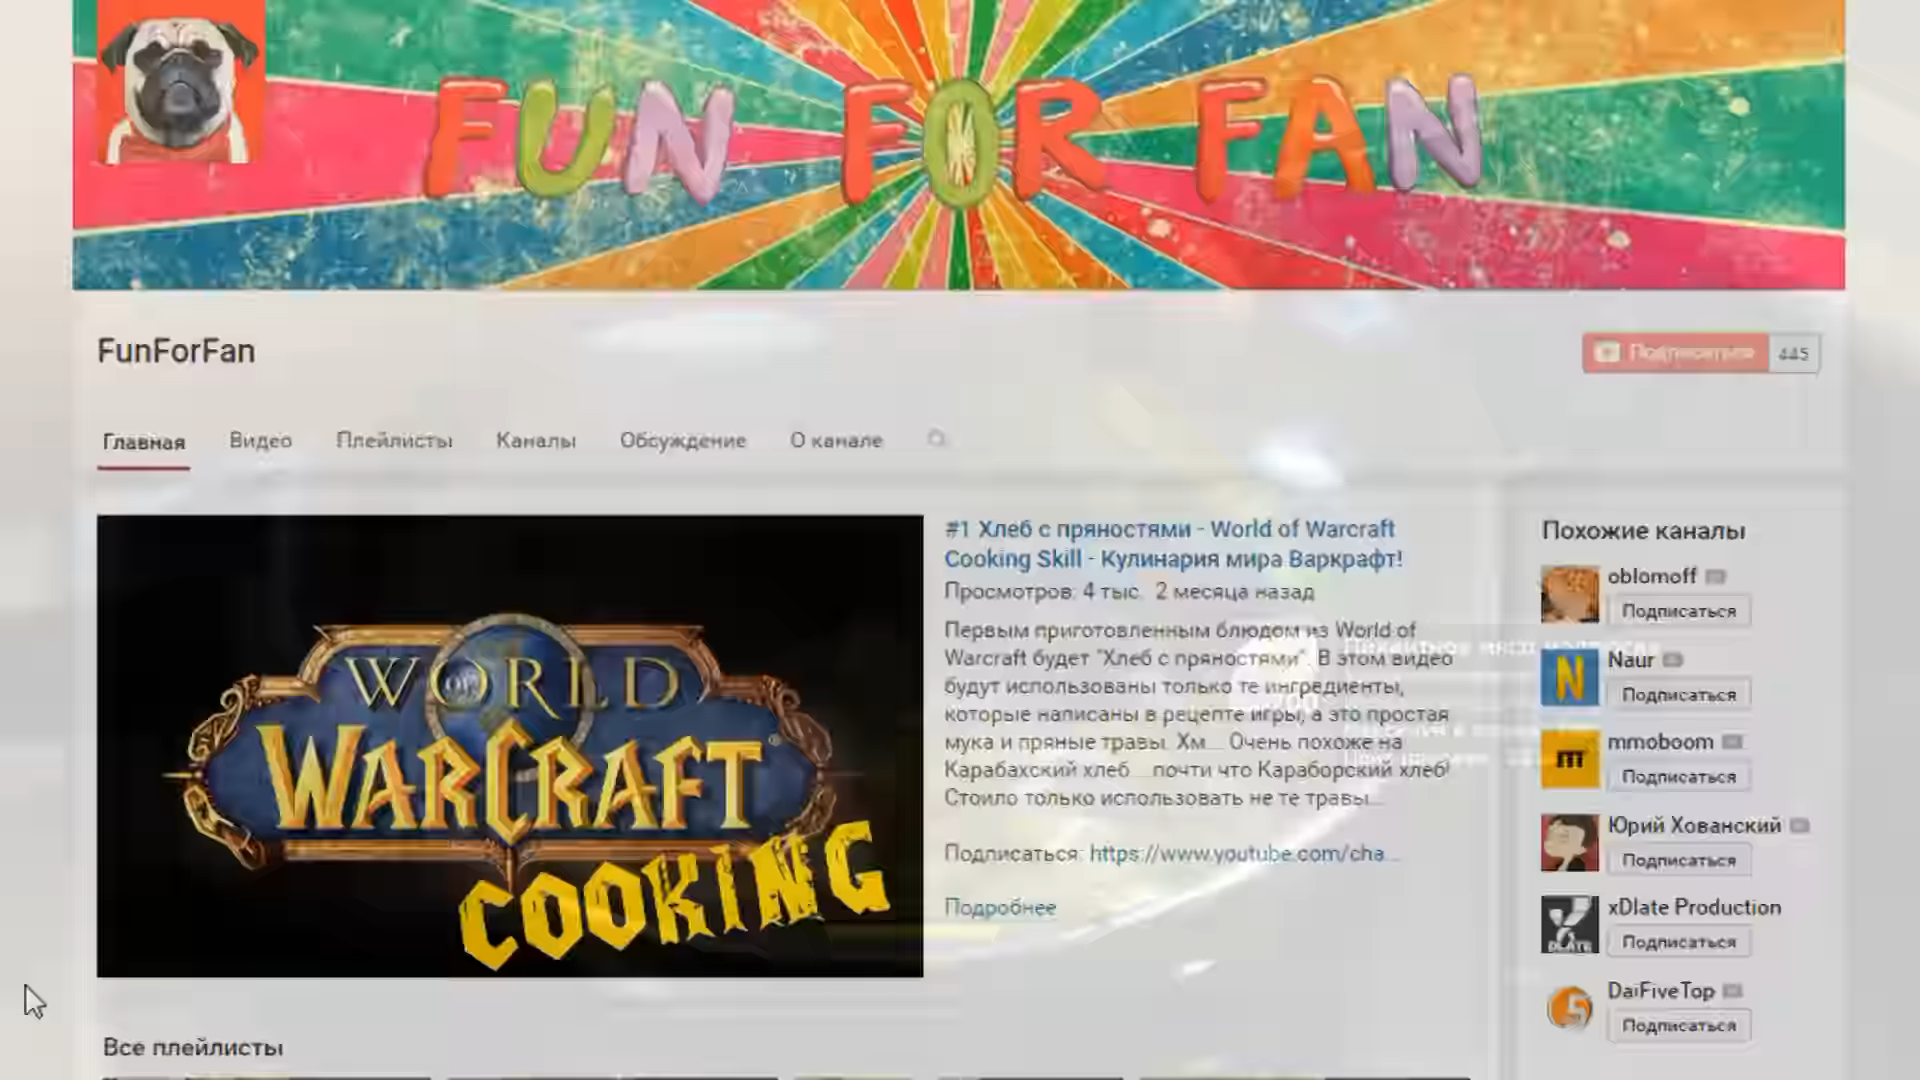 FUN FOR FAN
FunForFan
Подписаться 445
Главная Видео Плейлисты Каналы Обсуждение О канале
WORLD
OF
WARCRAFT
COOKING
#1 Хлеб с пряностями - World of Warcraft
Cooking Skill - Кулинария мира Варкрафт!
Просмотров: 4 тыс. 2 месяца назад
Первым приготовленным блюдом из World of
Warcraft будет "Хлеб с пряностями". В этом видео
будут использованы только те ингредиенты,
которые написаны в рецепте игры, а это простая
мука и пряные травы. Хм... Очень похоже на
Карабахский хлеб ... почти что Караборский хлеб!
Стоило только использовать не те травы...
Подписаться: https://www.youtube.com/cha...
Подробнее
Похожие каналы
oblomoff
Подписаться
N
Naur
Подписаться
m
mmoboom
Подписаться
Юрий Хованский
Подписаться
DLATE
xDlate Production
Подписаться
5
DaiFiveTop
Подписаться
Все плейлисты